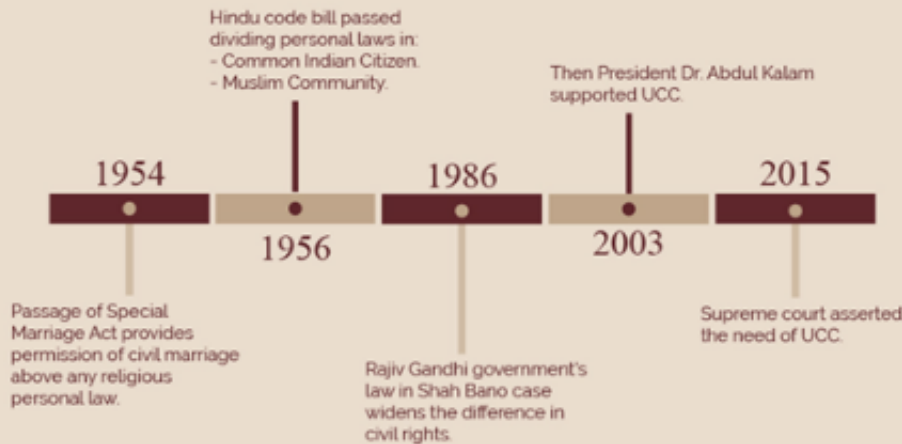 Hindu code bill passed
dividing personal laws in:
- Common Indian Citizen.
- Muslim Community.
Then President Dr. Abdul Kalam
supported UCC.
1954
1986
2015
1956
2003
Passage of Special
Marriage Act provides
permission of civil marriage
above any religious
personal law.
Supreme court asserted
the need of UCC.
Rajiv Gandhi government's
law in Shah Bano case
widens the difference in
civil rights.